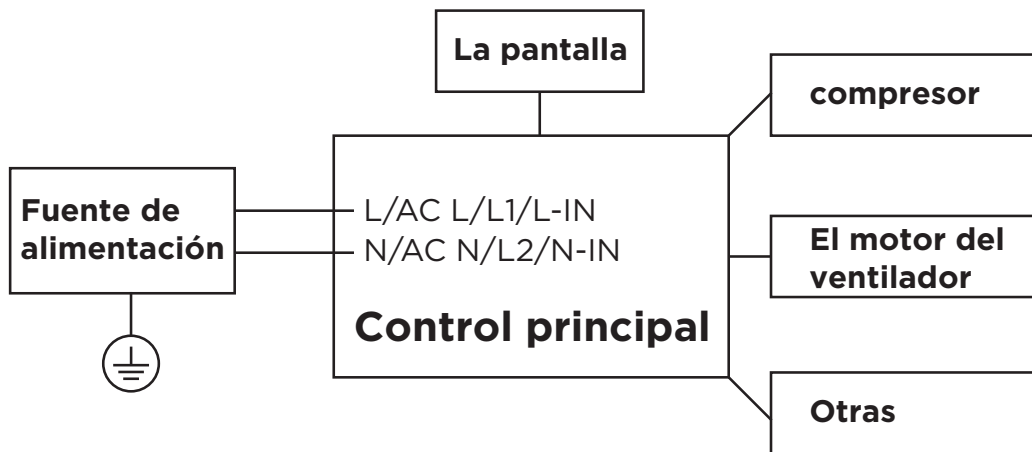 La pantalla
compresor
Fuente de
alimentación
L/AC L/L1/L-IN
N/AC N/L2/N-IN
Control principal
El motor del
ventilador
Otras